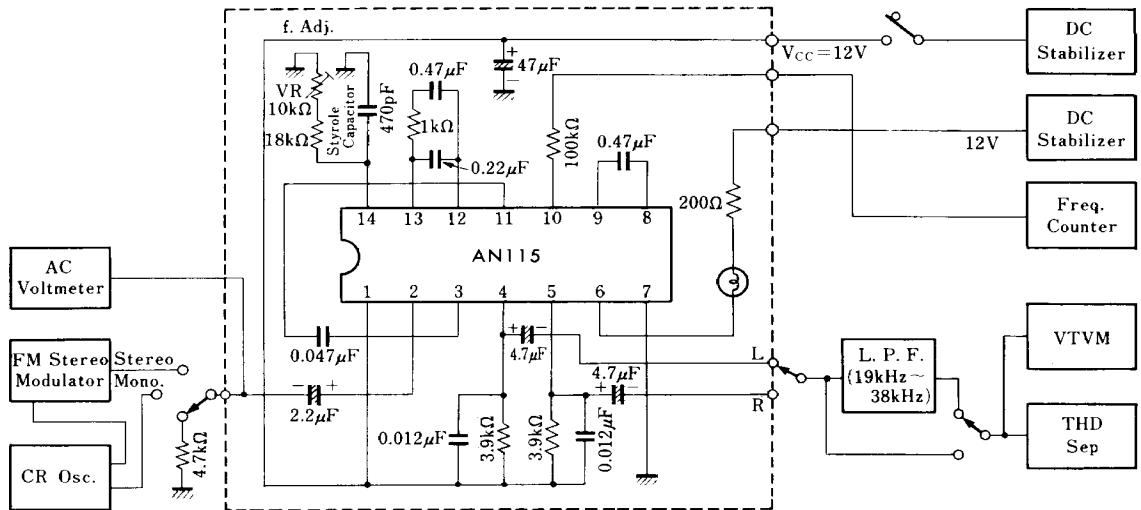 f. Adj.
VR
10kΩ
18kΩ
Styrole
Capacitor
470pF
0.47μF
1kΩ
0.22μF
+
47μF
−
100kΩ
0.47μF
200Ω
VCC=12V
12V
DC
Stabilizer
DC
Stabilizer
Freq.
Counter
14 13 12 11 10 9 8
AN115
1 2 3 4 5 6 7
AC
Voltmeter
FM Stereo
Modulator
Stereo
Mono.
CR Osc.
4.7kΩ
− +
2.2μF
0.047μF
+ −
4.7μF
4.7μF
+ −
0.012μF
3.9kΩ
3.9kΩ
0.012μF
L
R
L. P. F.
(19kHz～
38kHz)
VTVM
THD
Sep